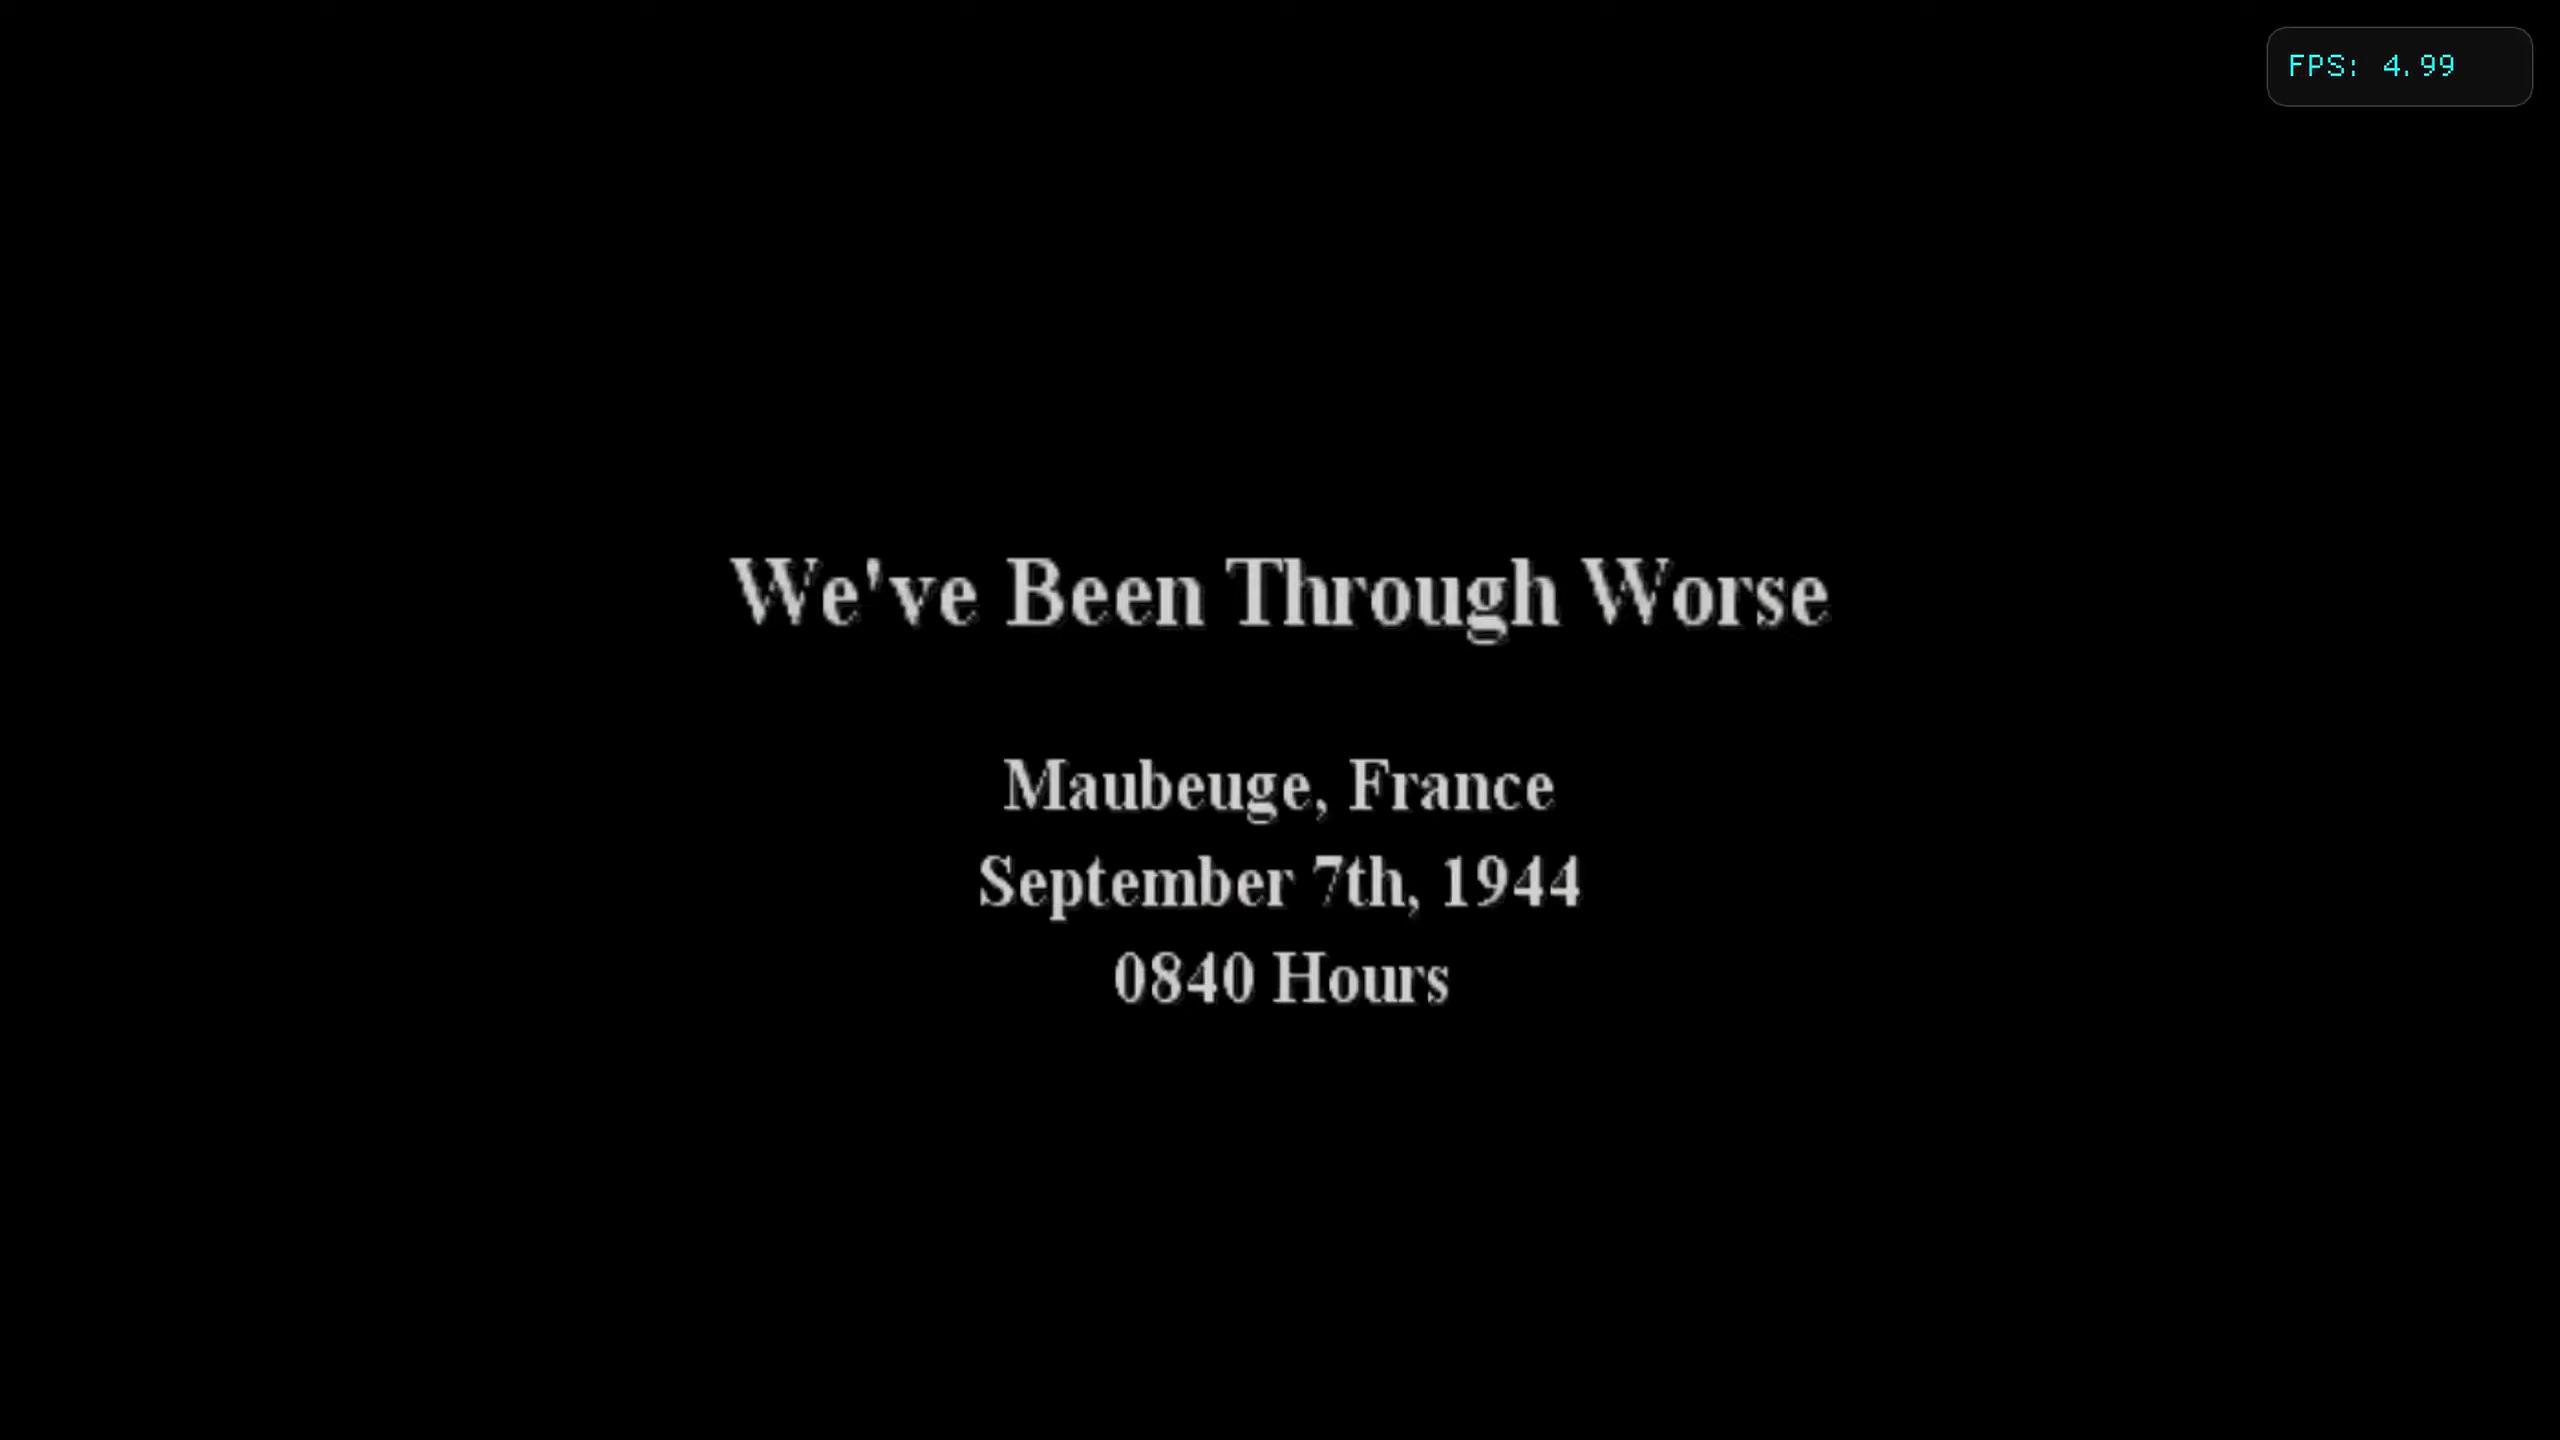 FPS: 4.99
We've Been Through Worse
Maubeuge, France
September 7th, 1944
0840 Hours